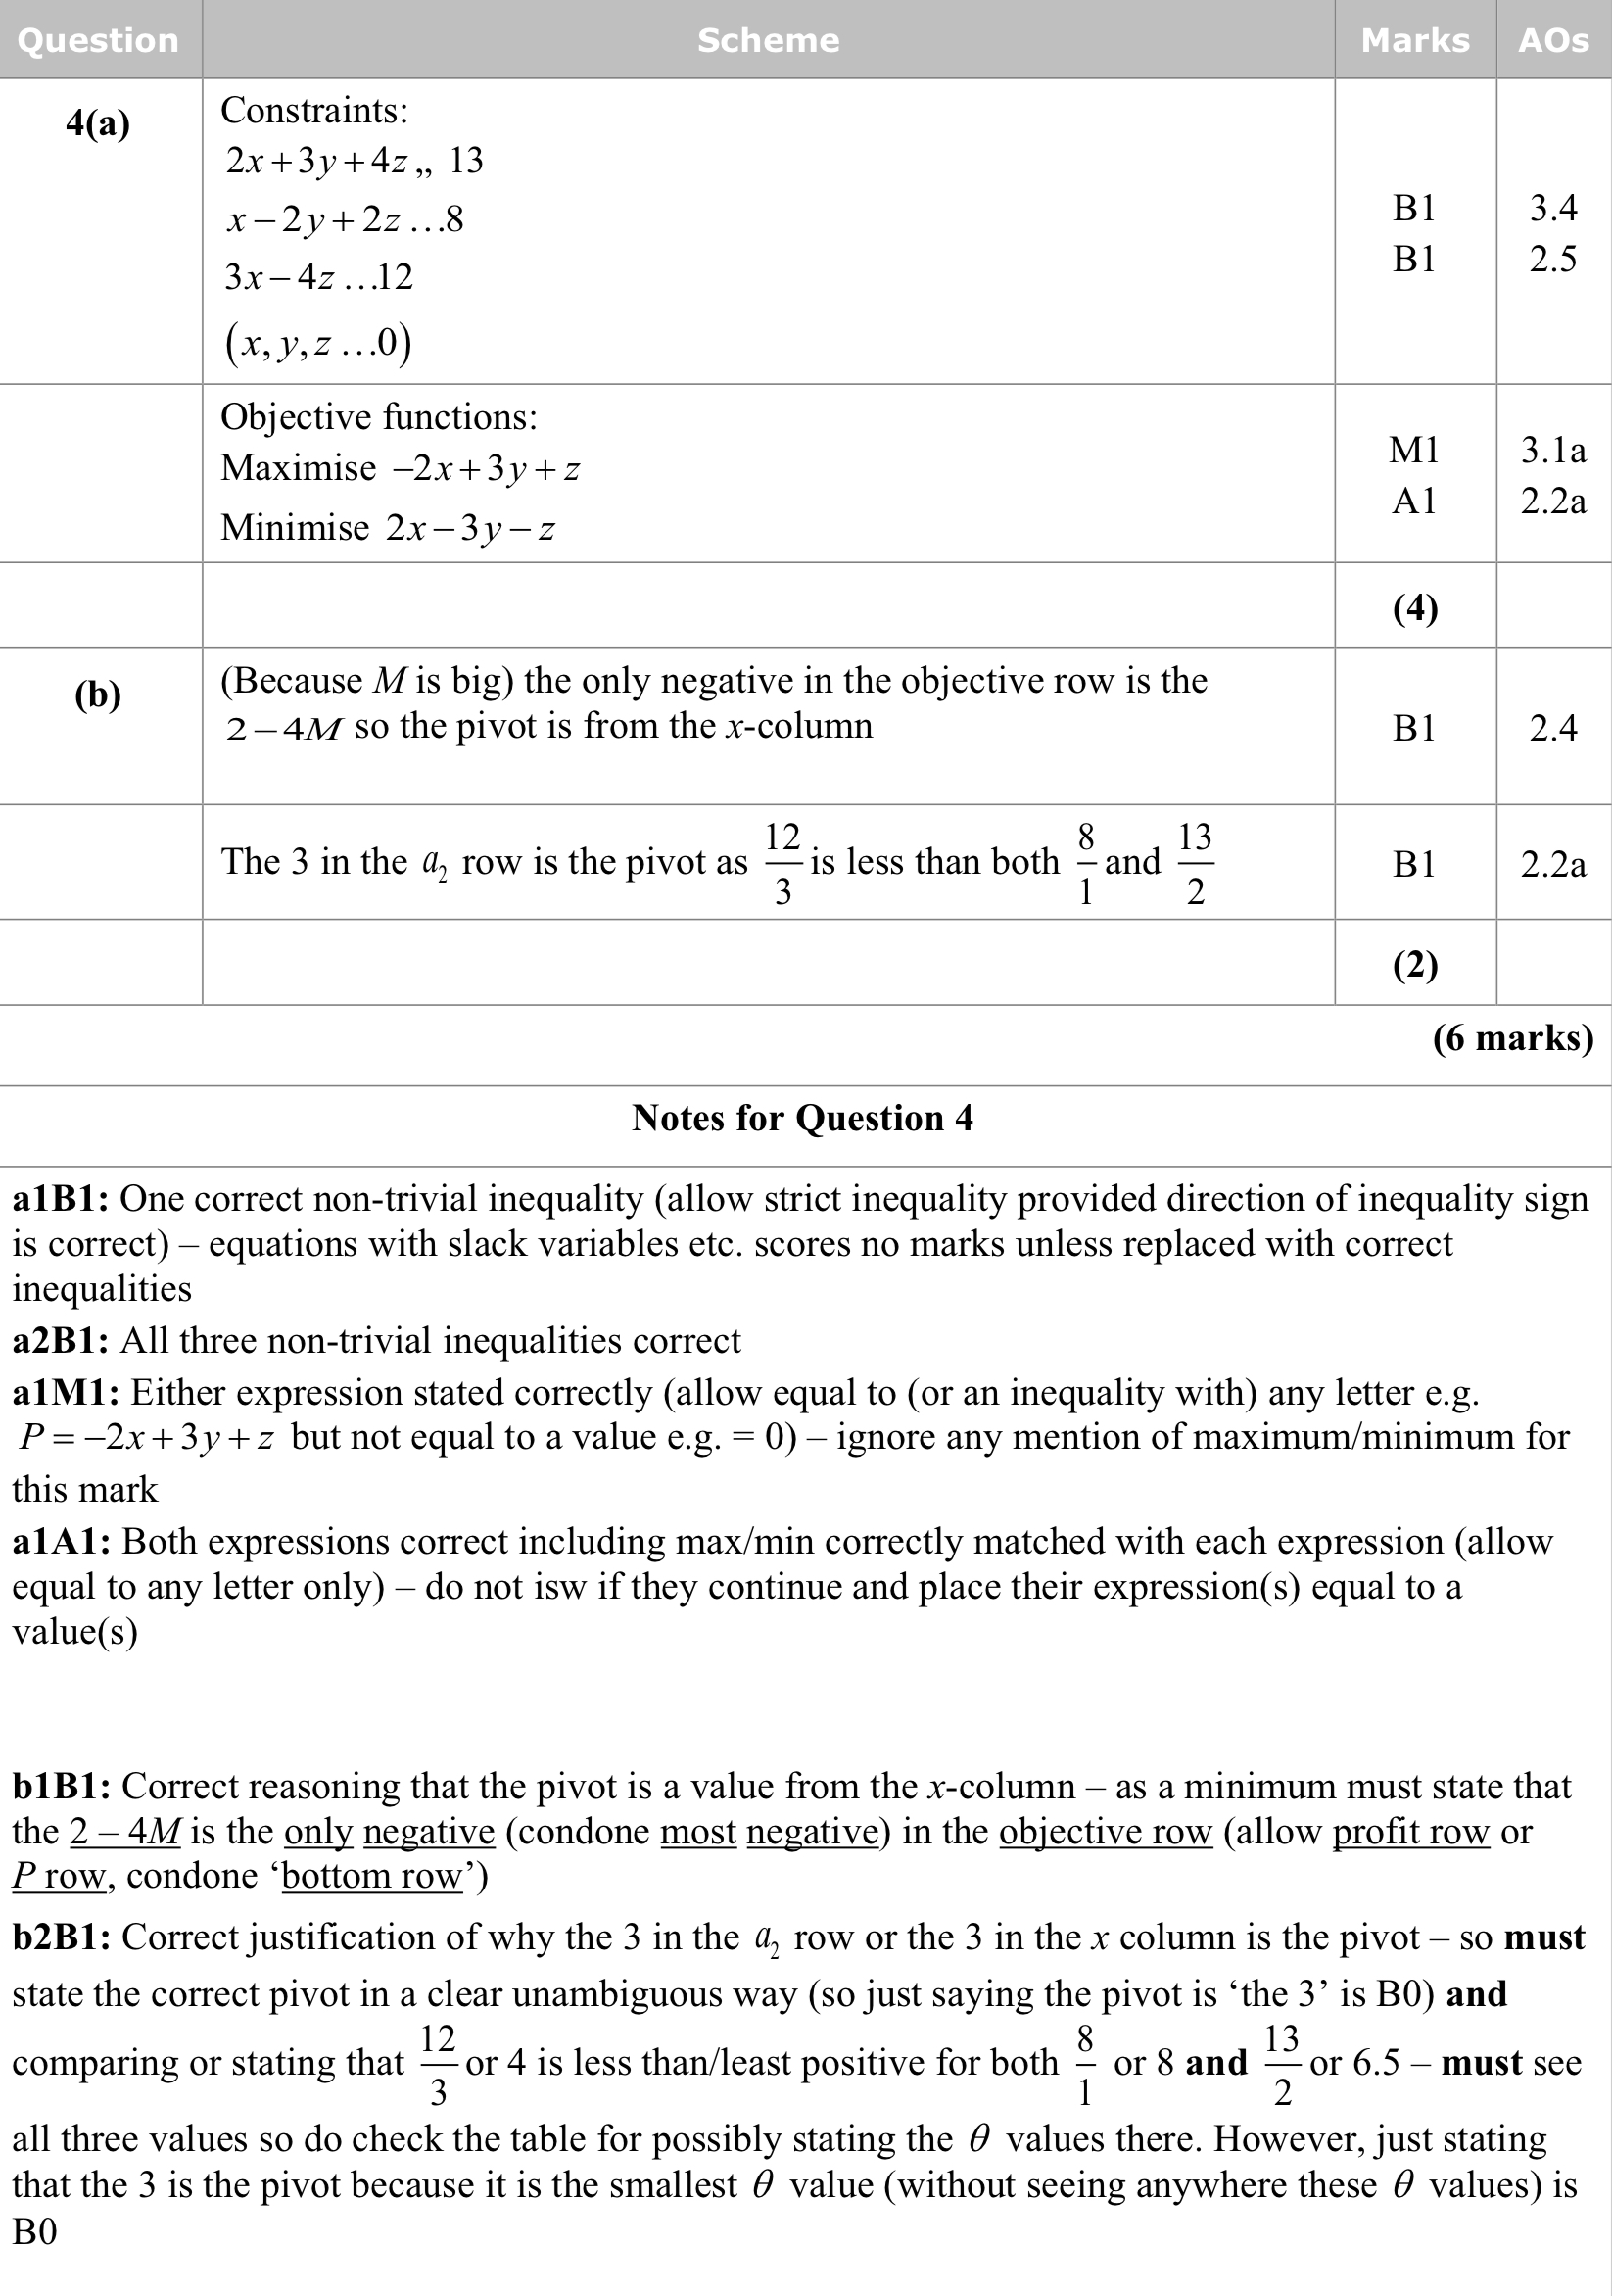 Question Scheme Marks AOs
4(a) Constraints:
2x+3y+4z „ 13
x−2y+2z …8 B1 3.4
B1 2.5
3x−4z …12
(x, y, z …0)
Objective functions:
Maximise −2x+3y+z M1 3.1a
Minimise 2x−3y−z A1 2.2a
(4)
(b) (Because M is big) the only negative in the objective row is the
2−4M so the pivot is from the x-column B1 2.4
The 3 in the a₂ row is the pivot as 12/3 is less than both 8/1 and 13/2 B1 2.2a
(2)
(6 marks)
Notes for Question 4
a1B1: One correct non-trivial inequality (allow strict inequality provided direction of inequality sign
is correct) – equations with slack variables etc. scores no marks unless replaced with correct
inequalities
a2B1: All three non-trivial inequalities correct
a1M1: Either expression stated correctly (allow equal to (or an inequality with) any letter e.g.
P = −2x+3y+z but not equal to a value e.g. = 0) – ignore any mention of maximum/minimum for
this mark
a1A1: Both expressions correct including max/min correctly matched with each expression (allow
equal to any letter only) – do not isw if they continue and place their expression(s) equal to a
value(s)
b1B1: Correct reasoning that the pivot is a value from the x-column – as a minimum must state that
the 2 – 4M is the only negative (condone most negative) in the objective row (allow profit row or
P row, condone ‘bottom row’)
b2B1: Correct justification of why the 3 in the a₂ row or the 3 in the x column is the pivot – so must
state the correct pivot in a clear unambiguous way (so just saying the pivot is ‘the 3’ is B0) and
comparing or stating that 12/3 or 4 is less than/least positive for both 8/1 or 8 and 13/2 or 6.5 – must see
all three values so do check the table for possibly stating the θ values there. However, just stating
that the 3 is the pivot because it is the smallest θ value (without seeing anywhere these θ values) is
B0